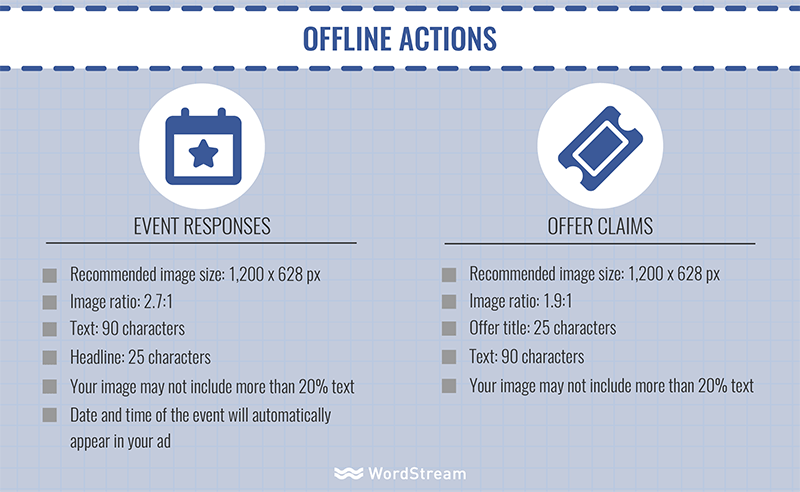 OFFLINE ACTIONS
EVENT RESPONSES
Recommended image size: 1,200 x 628 px
Image ratio: 2.7:1
Text: 90 characters
Headline: 25 characters
Your image may not include more than 20% text
Date and time of the event will automatically
appear in your ad
OFFER CLAIMS
Recommended image size: 1,200 x 628 px
Image ratio: 1.9:1
Offer title: 25 characters
Text: 90 characters
Your image may not include more than 20% text
WordStream